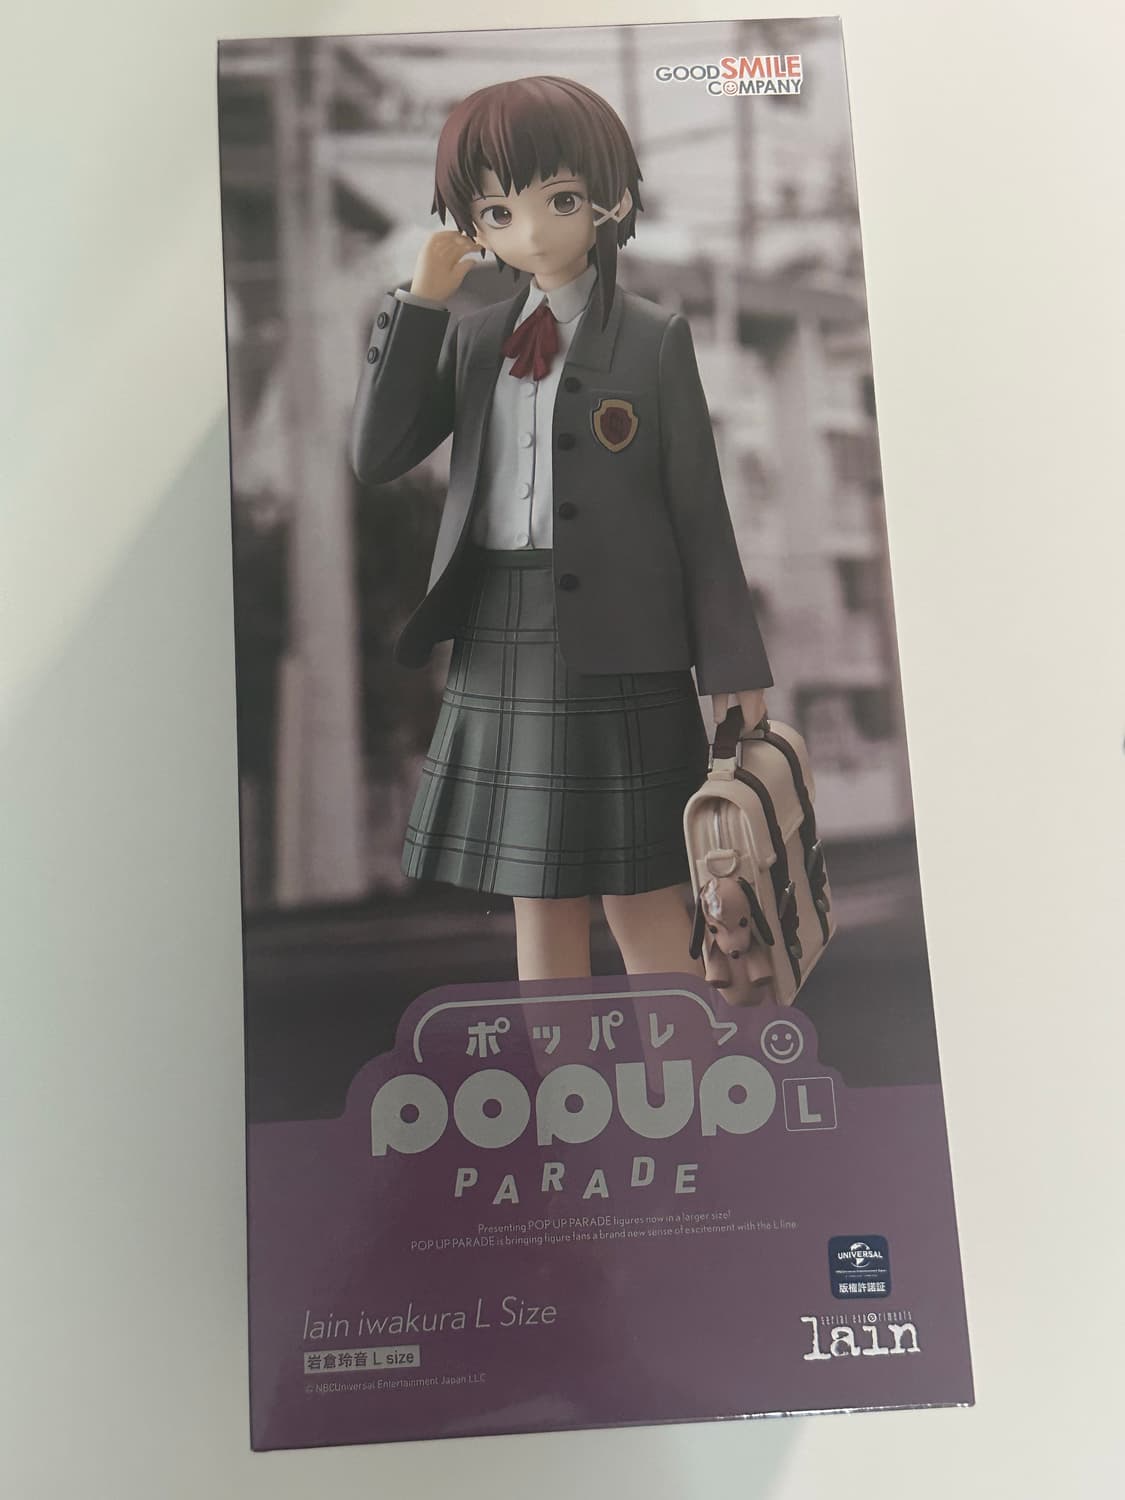 GOOD SMILE
COMPANY
ポッパレ
POP UP L
PARADE
Presenting POP UP PARADE figures now in a larger size!
POP UP PARADE is bringing figure fans a brand new sense of excitement with the L line
UNIVERSAL
版権許諾証
serial experiments
lain
lain iwakura L Size
岩倉玲音 L size
© NBCUniversal Entertainment Japan LLC